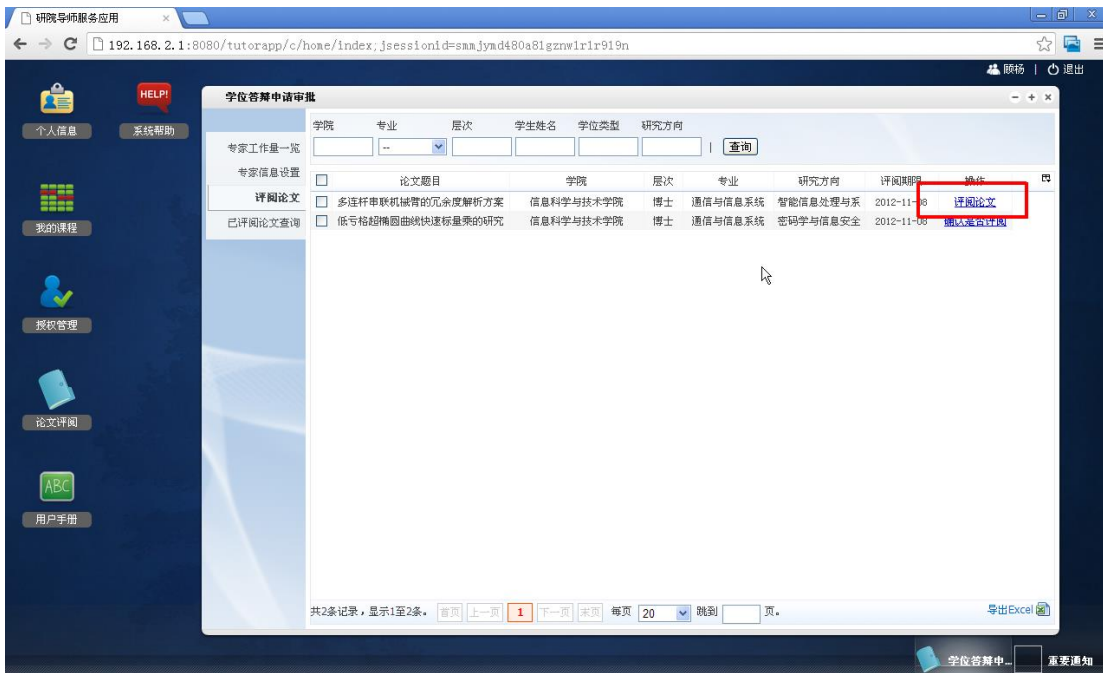 研院导师服务应用
192.168.2.1:8080/tutorapp/c/home/index;jsessionid=smmjymd480a81gznw1r1r919n
顾杨 | 退出
HELP!
个人信息 系统帮助
我的课程
授权管理
论文评阅
ABC
用户手册
学位答辩申请审批
专家工作量一览
专家信息设置
评阅论文
已评阅论文查询
学院 专业 层次 学生姓名 学位类型 研究方向
-- | 查询
论文题目 学院 层次 专业 研究方向 评阅期限 操作
多连杆串联机械臂的冗余度解析方案 信息科学与技术学院 博士 通信与信息系统 智能信息处理与系 2012-11-08 评阅论文
低亏格超椭圆曲线快速标量乘的研究 信息科学与技术学院 博士 通信与信息系统 密码学与信息安全 2012-11-08 确认是否评阅
共2条记录,显示1至2条。 首页 上一页 1 下一页 末页 每页 20 跳到 页。
导出Excel
学位答辩申... 重要通知